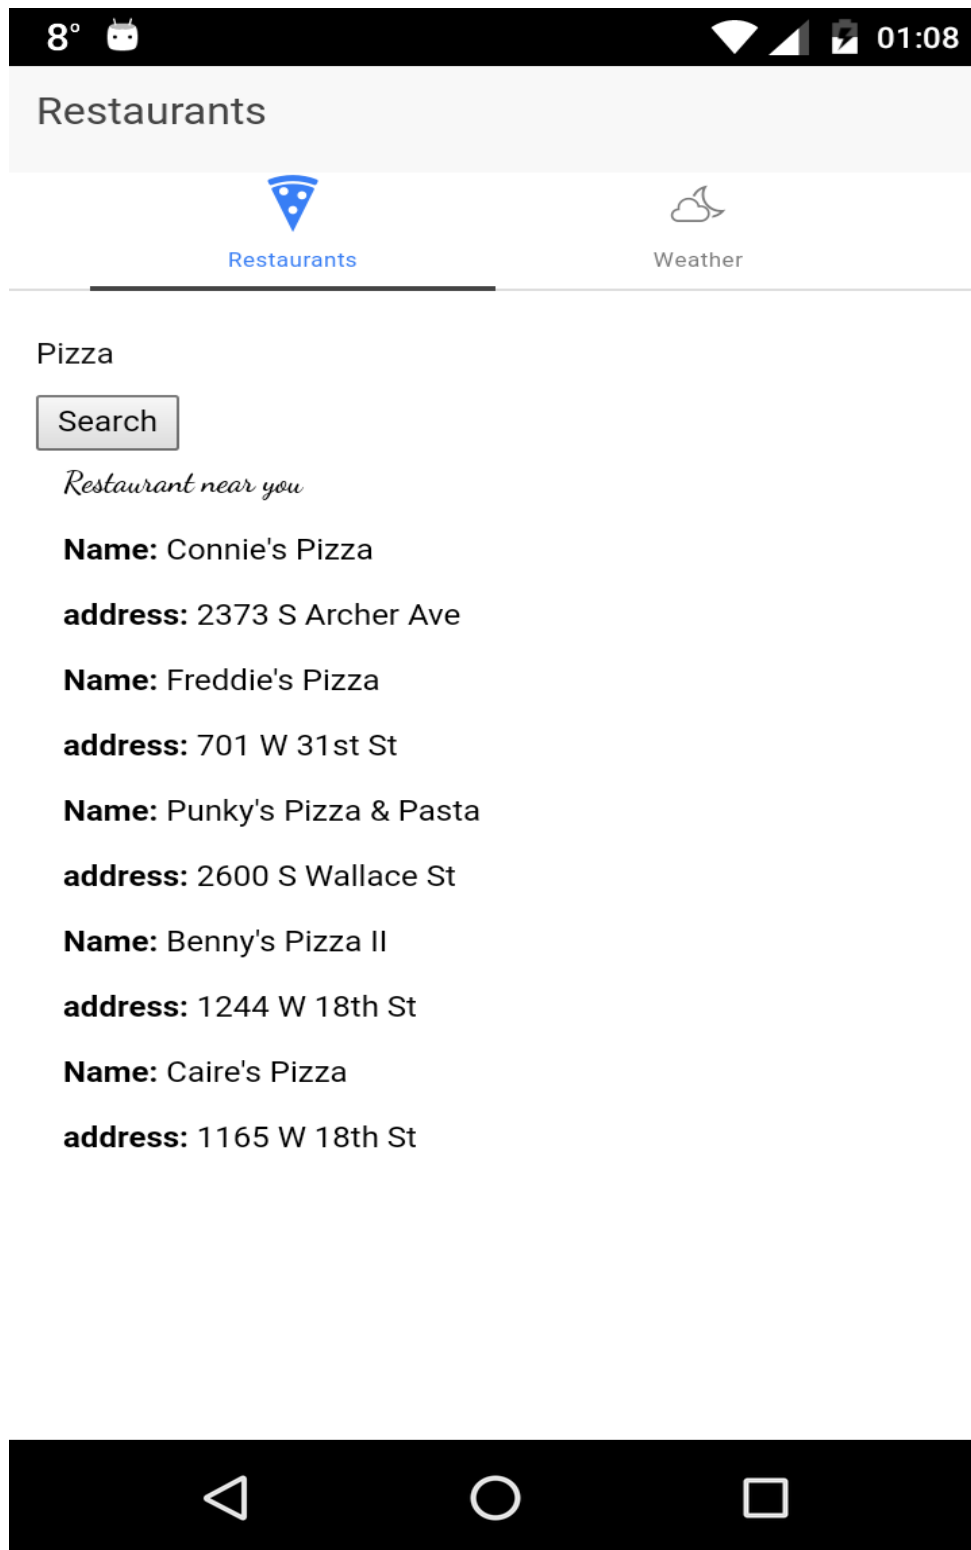 8° 01:08
Restaurants
Restaurants Weather
Pizza
Search
Restaurant near you
Name: Connie's Pizza
address: 2373 S Archer Ave
Name: Freddie's Pizza
address: 701 W 31st St
Name: Punky's Pizza & Pasta
address: 2600 S Wallace St
Name: Benny's Pizza II
address: 1244 W 18th St
Name: Caire's Pizza
address: 1165 W 18th St